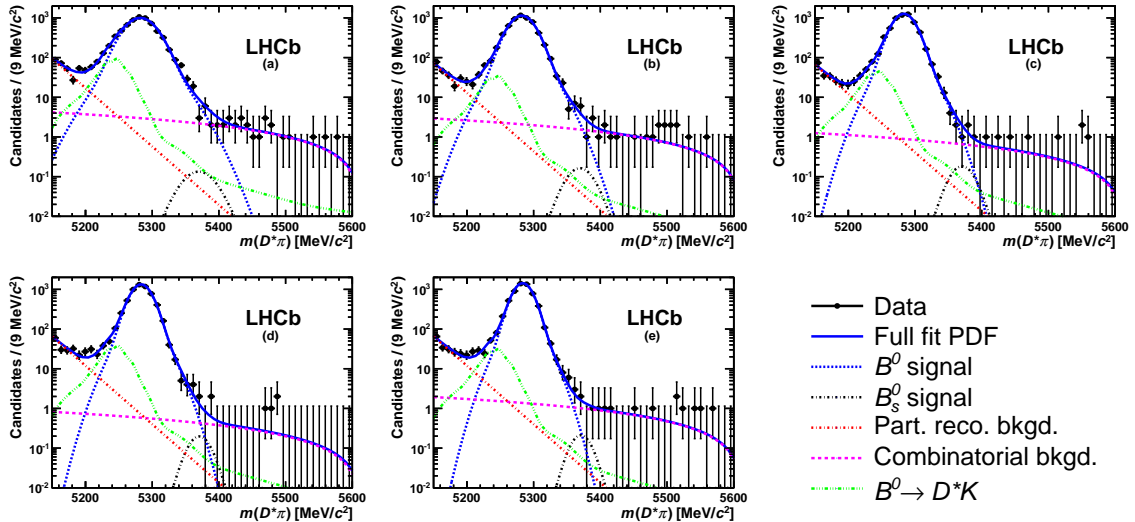 Candidates / (9 MeV/c²)
10³
10²
10
1
10⁻¹
10⁻²
LHCb
(a)
5200 5300 5400 5500 5600
m(D*π) [MeV/c²]
Candidates / (9 MeV/c²)
10³
10²
10
1
10⁻¹
10⁻²
LHCb
(b)
5200 5300 5400 5500 5600
m(D*π) [MeV/c²]
Candidates / (9 MeV/c²)
10³
10²
10
1
10⁻¹
10⁻²
LHCb
(c)
5200 5300 5400 5500 5600
m(D*π) [MeV/c²]
Candidates / (9 MeV/c²)
10³
10²
10
1
10⁻¹
10⁻²
LHCb
(d)
5200 5300 5400 5500 5600
m(D*π) [MeV/c²]
Candidates / (9 MeV/c²)
10³
10²
10
1
10⁻¹
10⁻²
LHCb
(e)
5200 5300 5400 5500 5600
m(D*π) [MeV/c²]
Data
Full fit PDF
B⁰ signal
B⁰ₛ signal
Part. reco. bkgd.
Combinatorial bkgd.
B⁰→ D*K